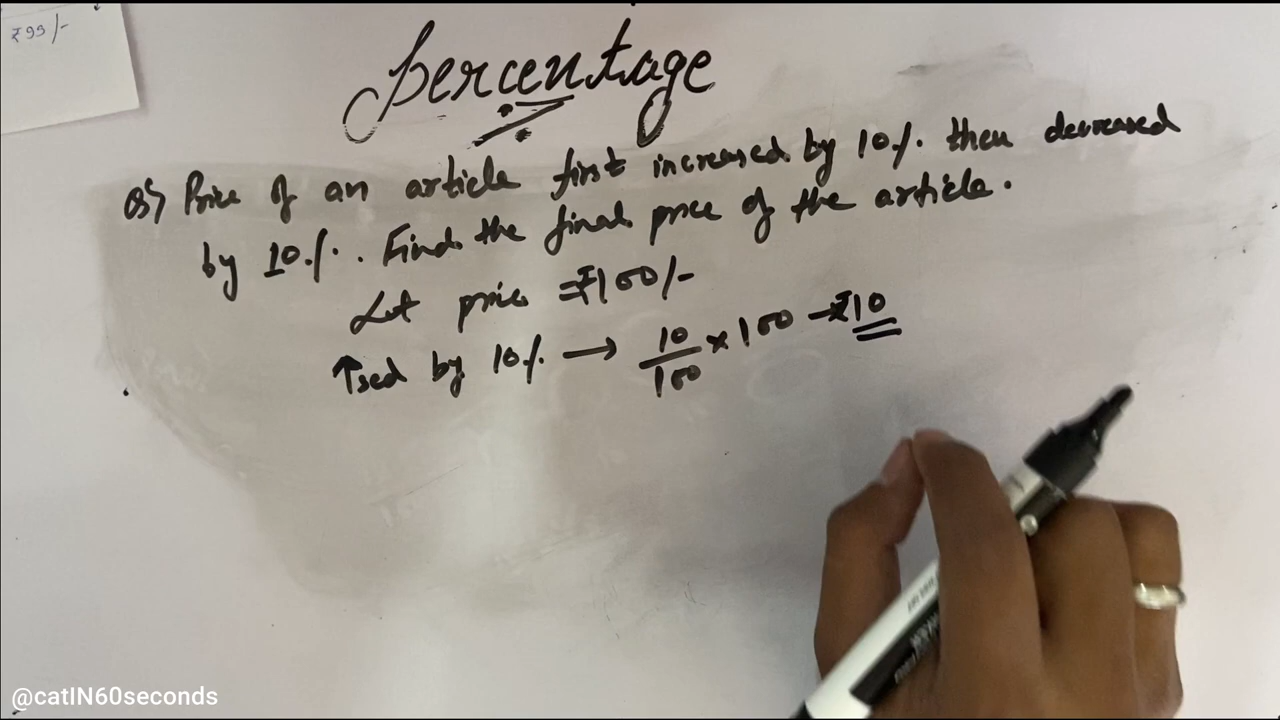 ₹99/-
Percentage
Q5) Price of an article first increased by 10%. then decreased
by 10%. Find the final price of the article.
Let price =₹100/-
↑sed by 10% → 10/100 × 100 → ₹10
@catIN60seconds